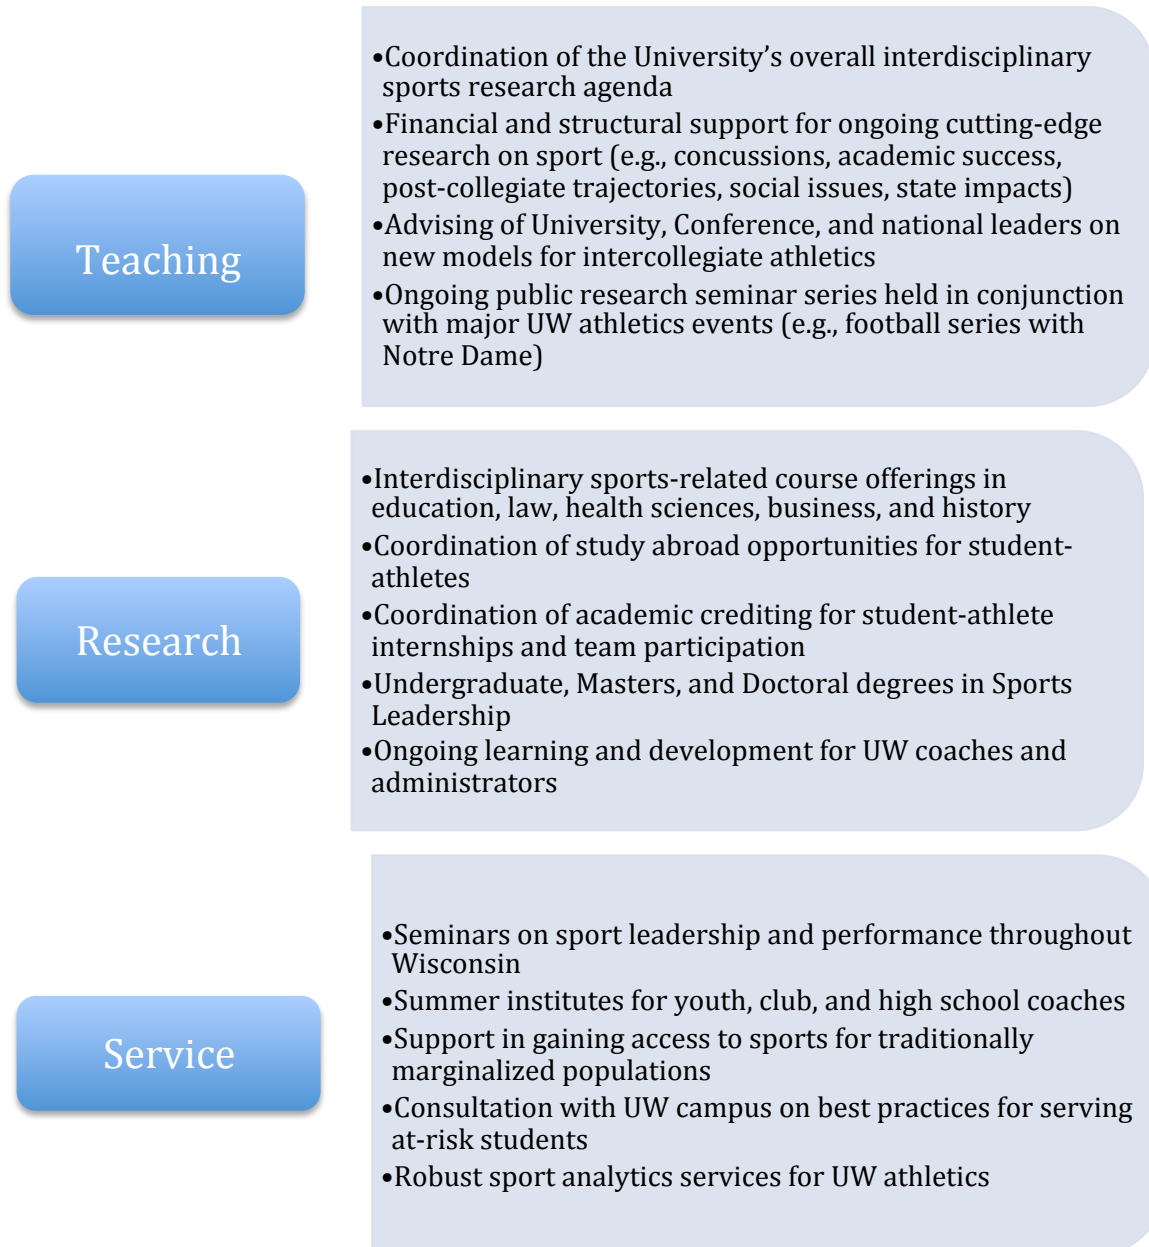 Teaching
•Coordination of the University’s overall interdisciplinary
sports research agenda
•Financial and structural support for ongoing cutting-edge
research on sport (e.g., concussions, academic success,
post-collegiate trajectories, social issues, state impacts)
•Advising of University, Conference, and national leaders on
new models for intercollegiate athletics
•Ongoing public research seminar series held in conjunction
with major UW athletics events (e.g., football series with
Notre Dame)
Research
•Interdisciplinary sports-related course offerings in
education, law, health sciences, business, and history
•Coordination of study abroad opportunities for student-
athletes
•Coordination of academic crediting for student-athlete
internships and team participation
•Undergraduate, Masters, and Doctoral degrees in Sports
Leadership
•Ongoing learning and development for UW coaches and
administrators
Service
•Seminars on sport leadership and performance throughout
Wisconsin
•Summer institutes for youth, club, and high school coaches
•Support in gaining access to sports for traditionally
marginalized populations
•Consultation with UW campus on best practices for serving
at-risk students
•Robust sport analytics services for UW athletics